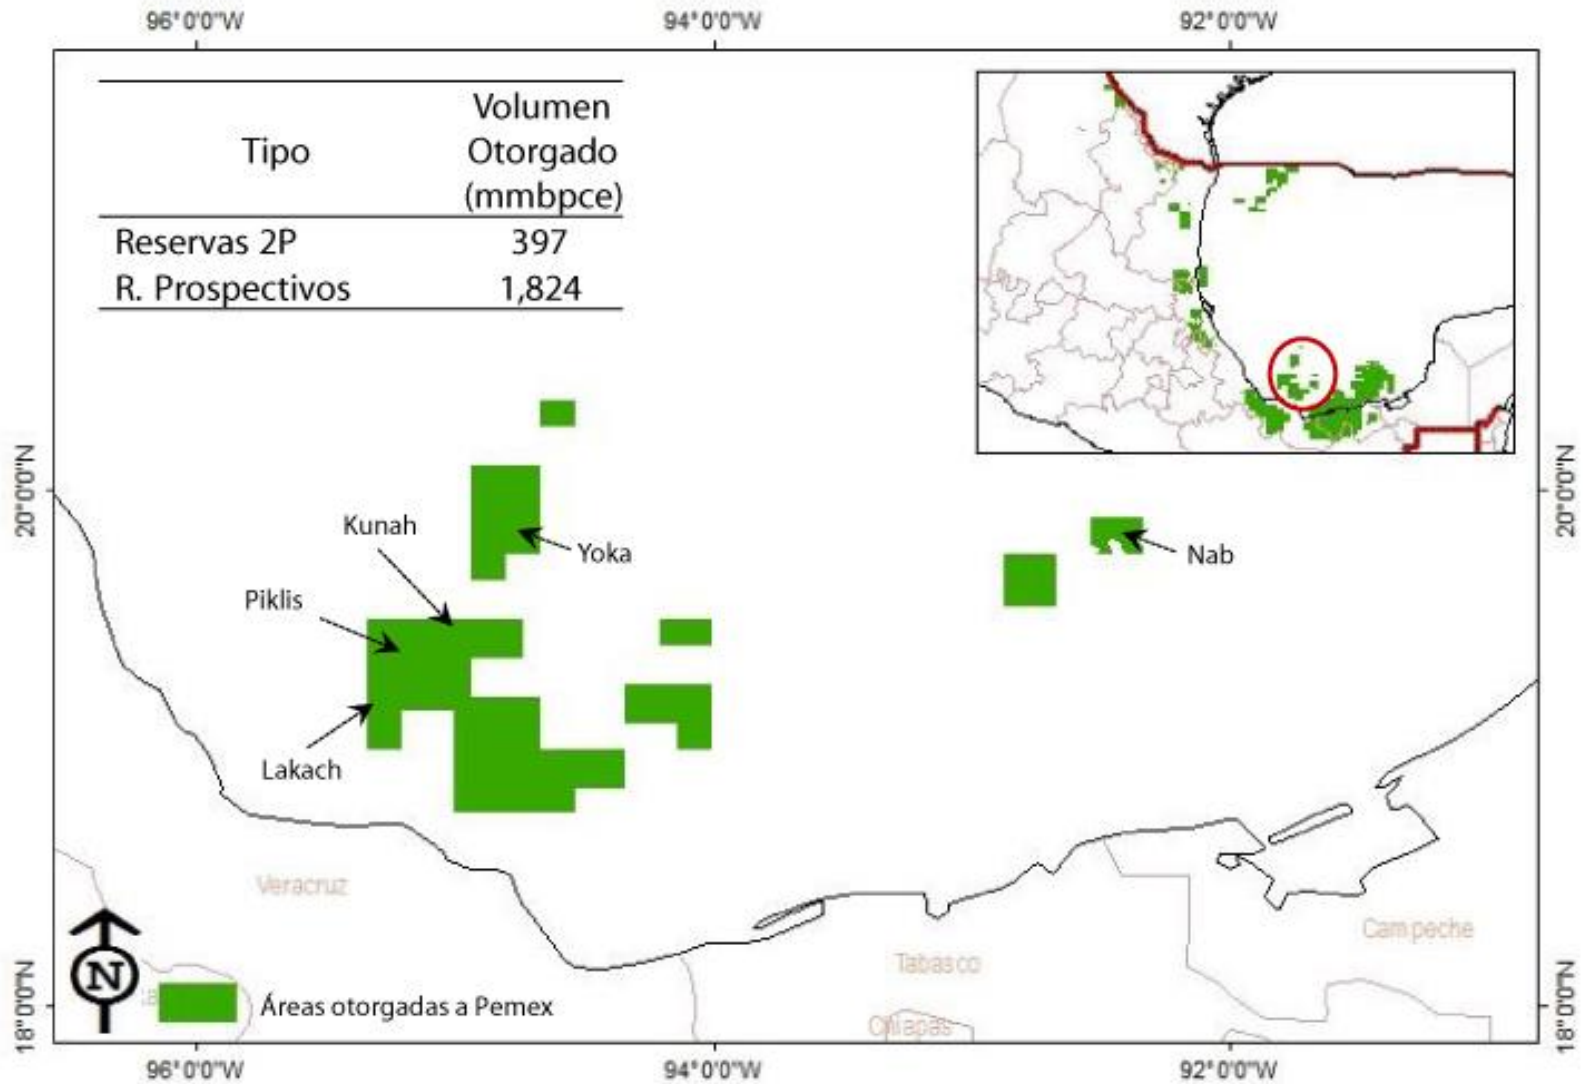 96°0'0"W
94°0'0"W
92°0'0"W
Tipo
Volumen
Otorgado
(mmbpce)
Reservas 2P 397
R. Prospectivos 1,824
20°0'0"N
20°0'0"N
Kunah
Yoka
Nab
Piklis
Lakach
Veracruz
Campeche
Tabasco
Chiapas
N
Áreas otorgadas a Pemex
18°0'0"N
18°0'0"N
96°0'0"W
94°0'0"W
92°0'0"W